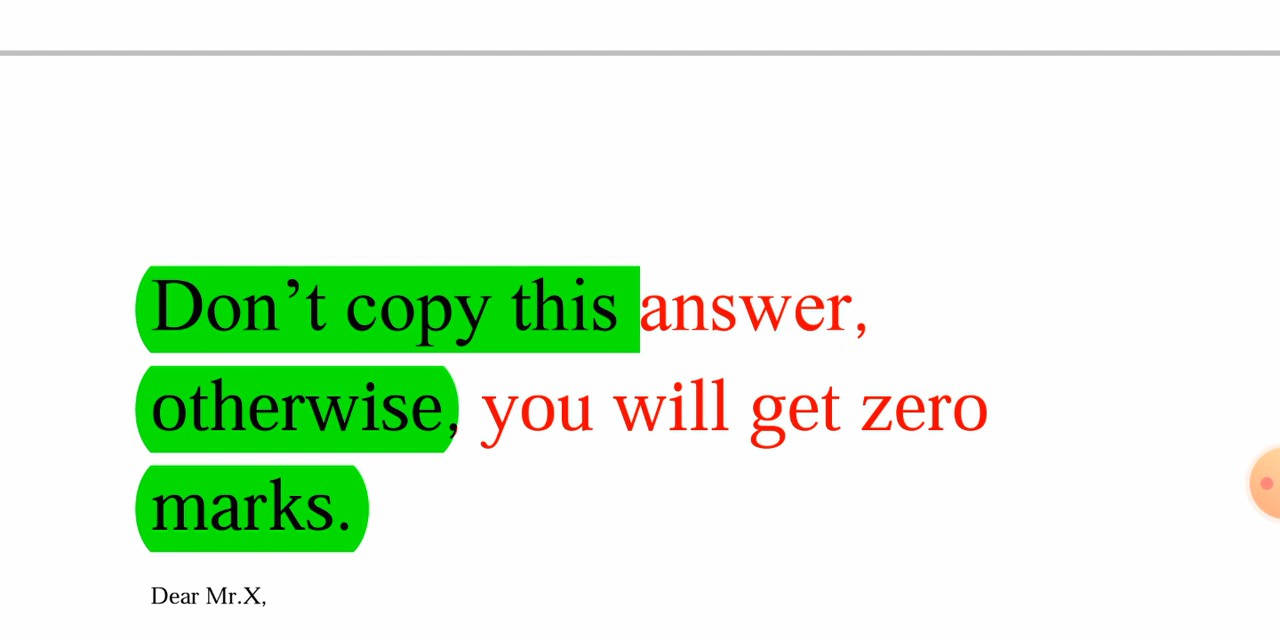 Don’t copy this answer,
otherwise, you will get zero
marks.
Dear Mr.X,